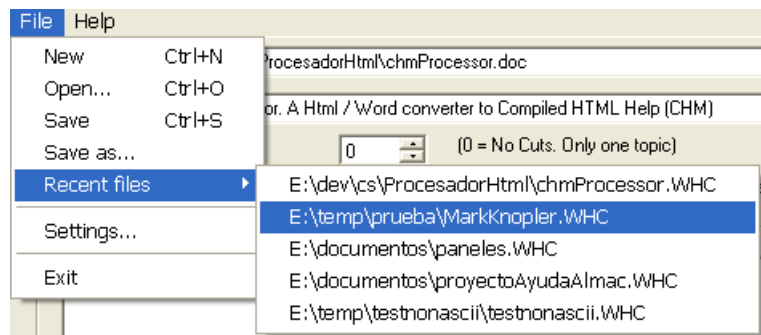 File Help
New Ctrl+N
Open... Ctrl+O
Save Ctrl+S
Save as...
Recent files
Settings...
Exit
rocesadorHtml\chmProcessor.doc
or. A Html / Word converter to Compiled HTML Help (CHM)
0 (0 = No Cuts. Only one topic)
E:\dev\cs\ProcesadorHtml\chmProcessor.WHC
E:\temp\prueba\MarkKnopler.WHC
E:\documentos\paneles.WHC
E:\documentos\proyectoAyudaAlmac.WHC
E:\temp\testnonascii\testnonascii.WHC